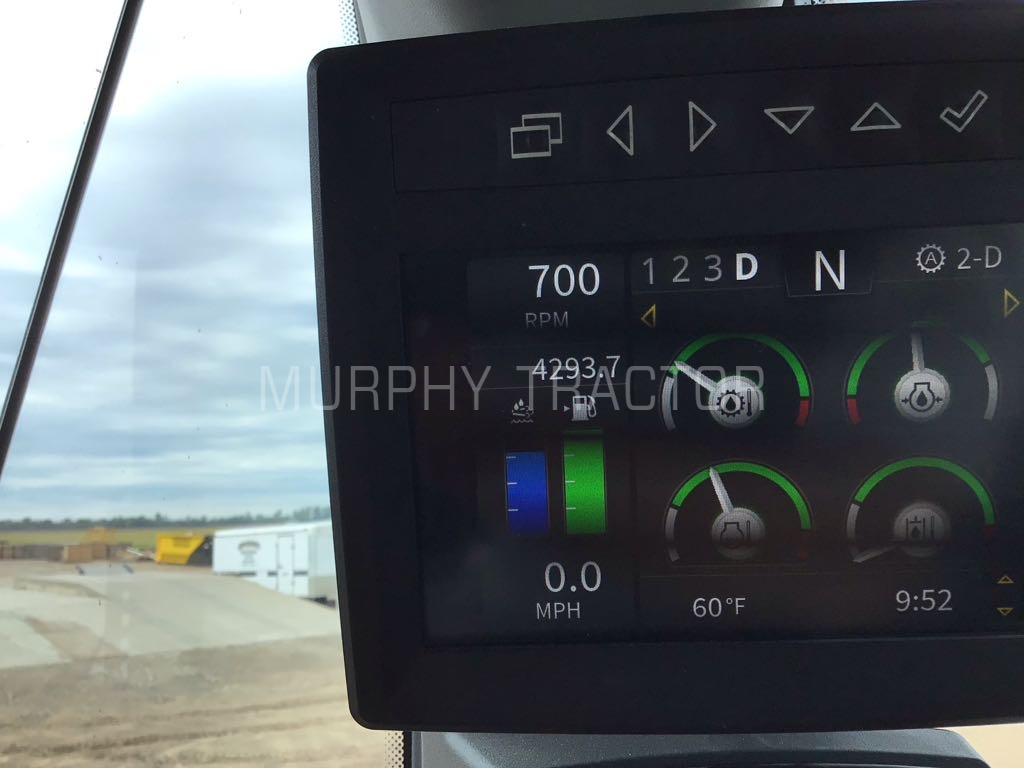 700
1 2 3 D
N
A 2-D
RPM
4293.7
MURPHY TRACTOR
0.0
MPH
60°F
9:52